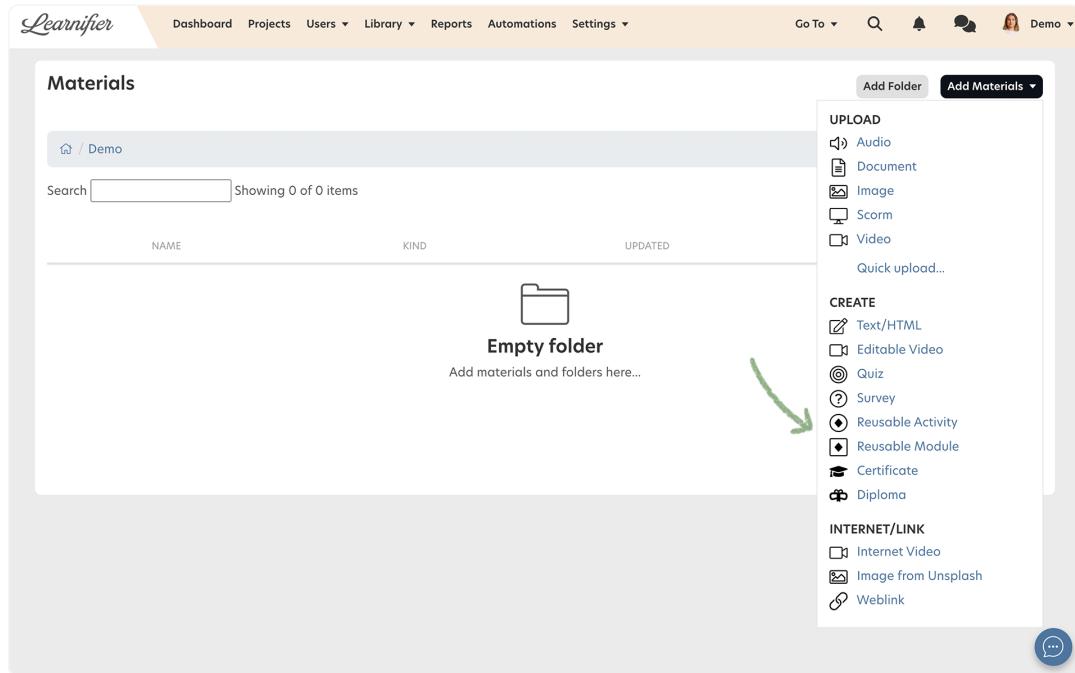 Learnifier
Dashboard Projects Users Library Reports Automations Settings Go To Demo
Materials
Add Folder Add Materials
/ Demo
Search Showing 0 of 0 items
NAME KIND UPDATED
Empty folder
Add materials and folders here...
UPLOAD
Audio
Document
Image
Scorm
Video
Quick upload...
CREATE
Text/HTML
Editable Video
Quiz
Survey
Reusable Activity
Reusable Module
Certificate
Diploma
INTERNET/LINK
Internet Video
Image from Unsplash
Weblink